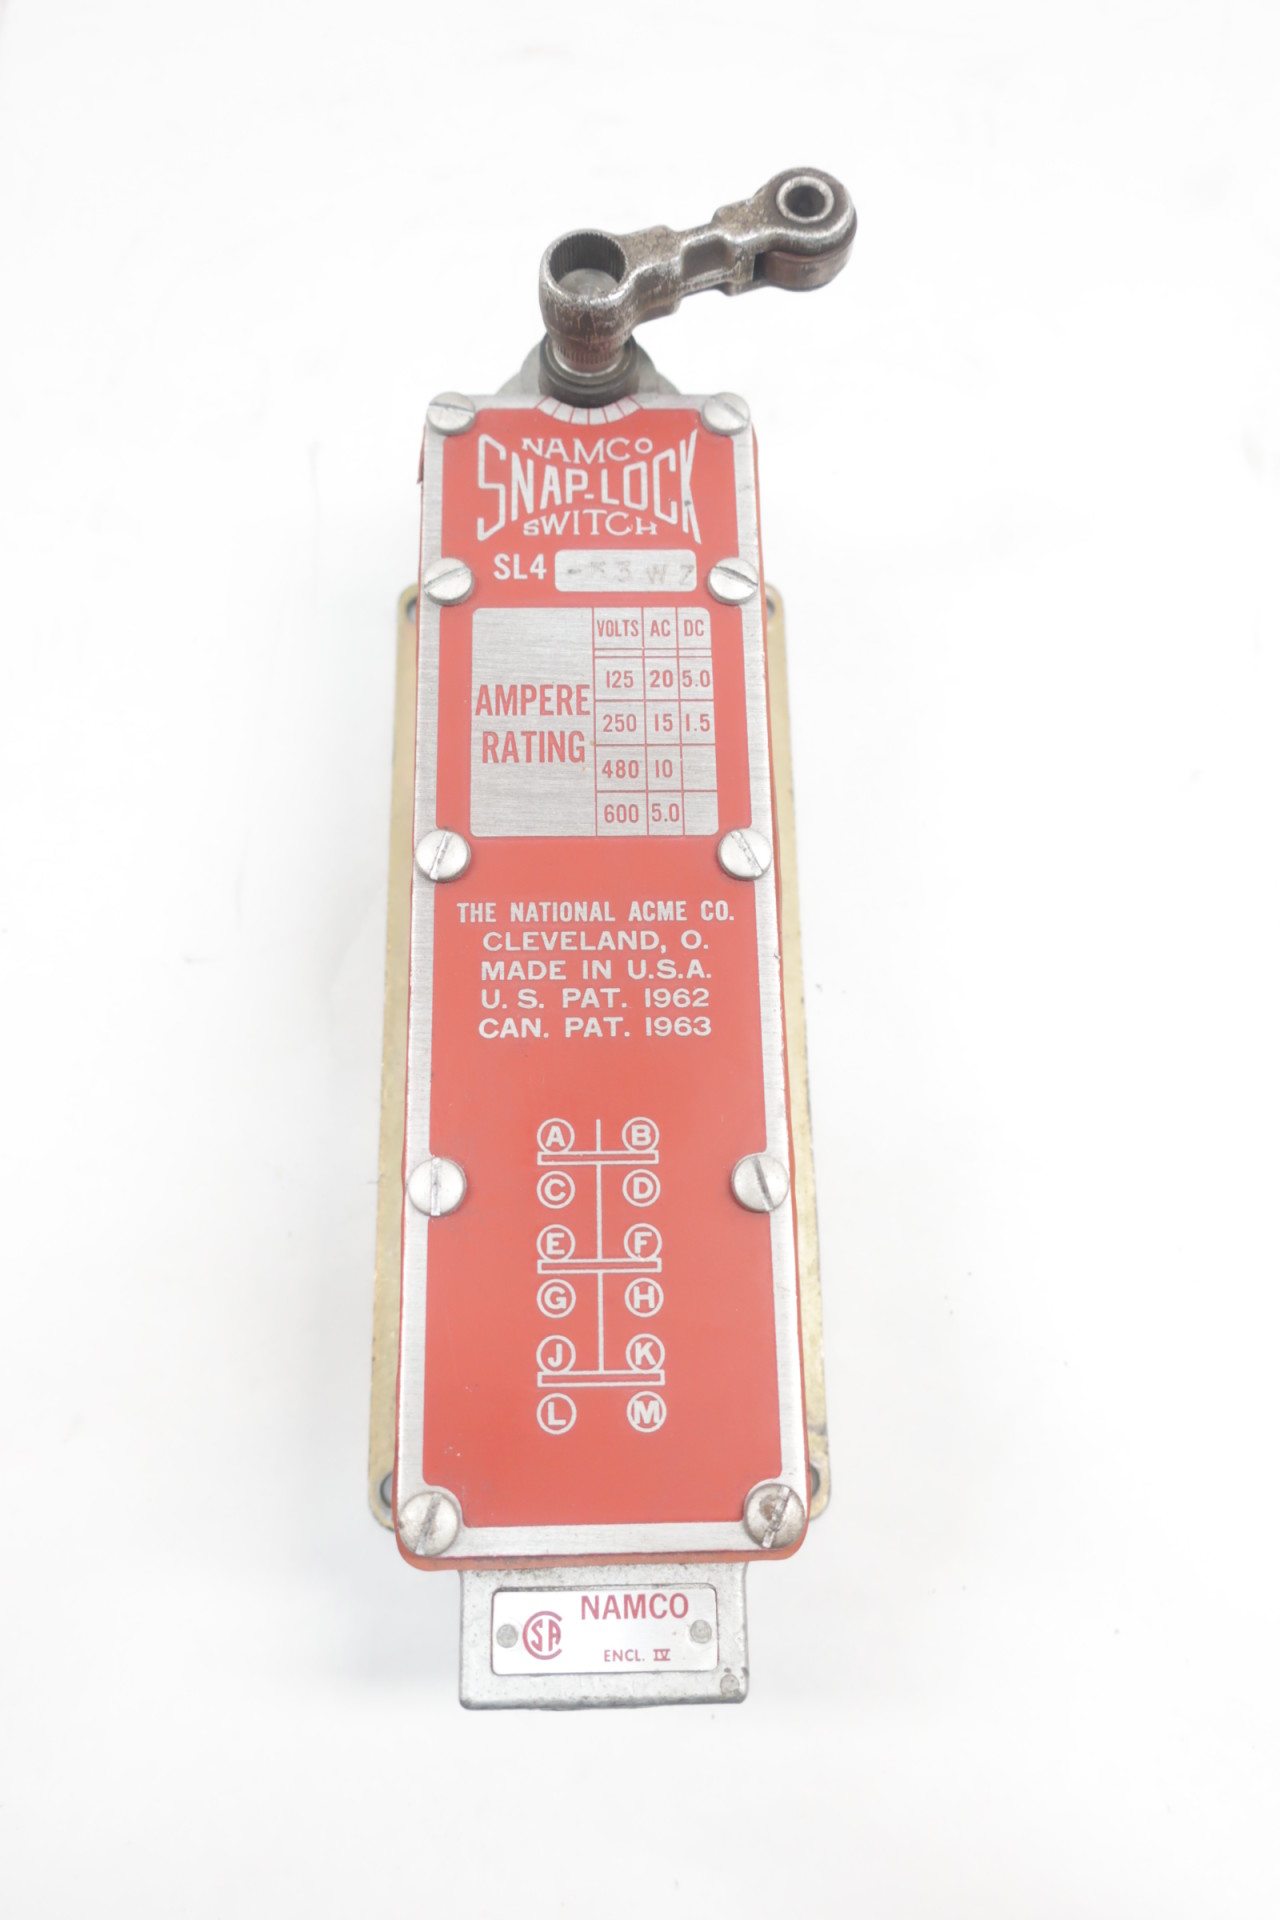 NAMCO
SNAP-LOCK
SWITCH
SL4
VOLTS AC DC
125 20 5.0
250 15 1.5
480 10
600 5.0
AMPERE
RATING
THE NATIONAL ACME CO.
CLEVELAND, O.
MADE IN U.S.A.
U.S. PAT. 1962
CAN. PAT. 1963
A B
C D
E F
G H
J K
L M
CSA NAMCO
ENCL. IV